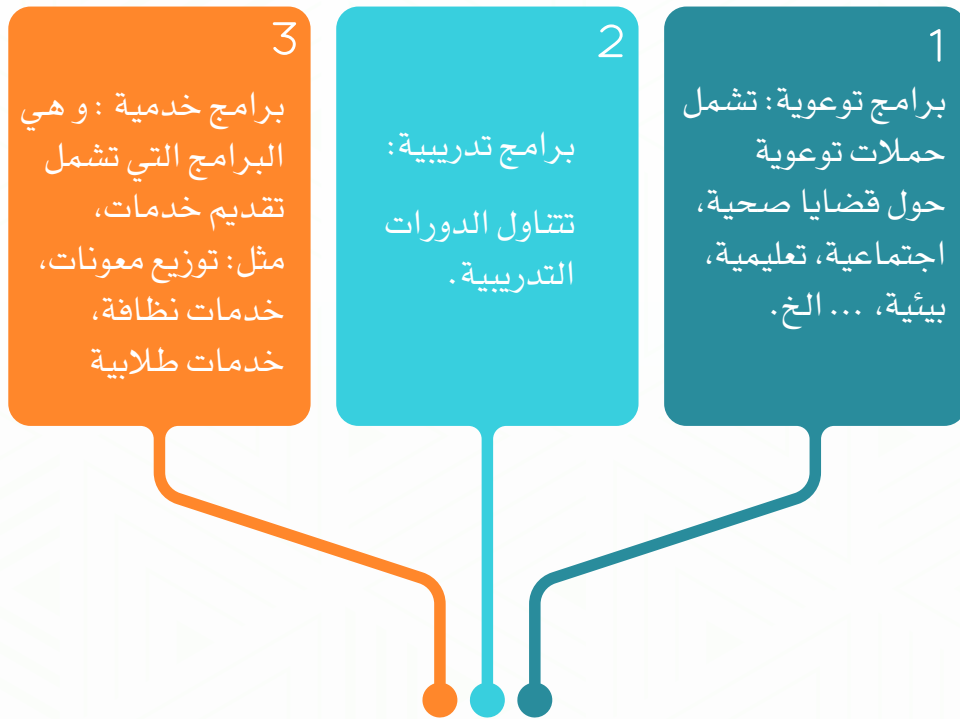 1
برامج توعوية: تشمل
حملات توعوية
حول قضايا صحية،
اجتماعية، تعليمية،
بيئية، ... الخ.
2
برامج تدريبية:
تتناول الدورات
التدريبية.
3
برامج خدمية : و هي
البرامج التي تشمل
تقديم خدمات،
مثل: توزيع معونات،
خدمات نظافة،
خدمات طلابية